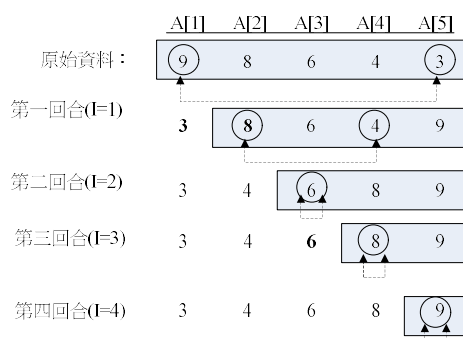 A[1] A[2] A[3] A[4] A[5]
原始資料： 9 8 6 4 3
第一回合(I=1) 3 8 6 4 9
第二回合(I=2) 3 4 6 8 9
第三回合(I=3) 3 4 6 8 9
第四回合(I=4) 3 4 6 8 9